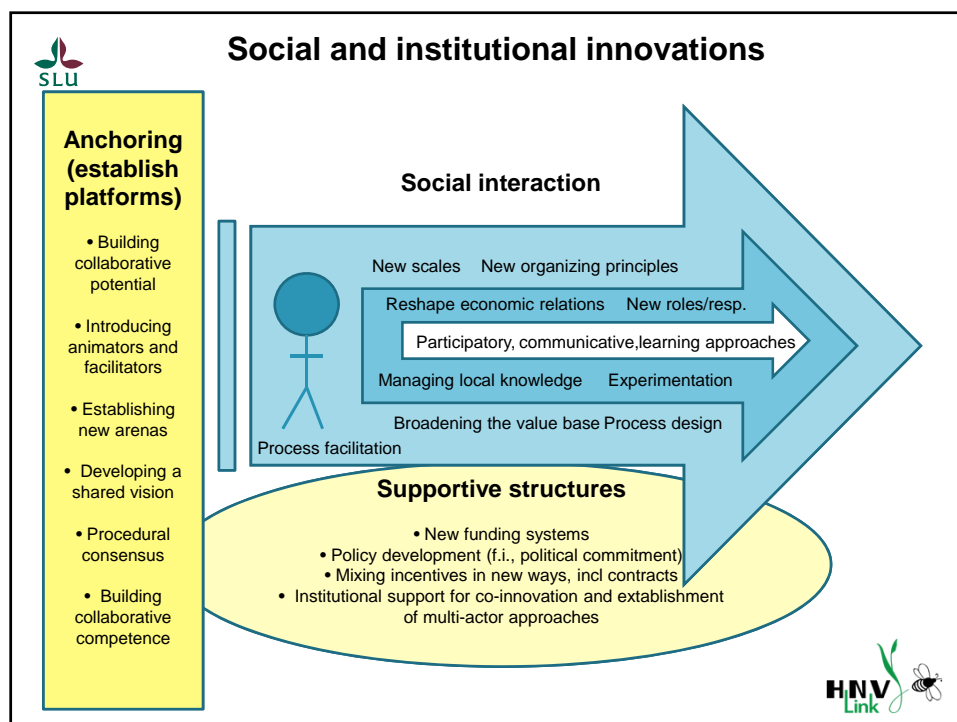 Social and institutional innovations
SLU
Anchoring
(establish
platforms)
• Building
collaborative
potential
• Introducing
animators and
facilitators
• Establishing
new arenas
• Developing a
shared vision
• Procedural
consensus
• Building
collaborative
competence
Social interaction
New scales New organizing principles
Reshape economic relations New roles/resp.
Participatory, communicative,learning approaches
Managing local knowledge Experimentation
Broadening the value base Process design
Process facilitation
Supportive structures
• New funding systems
• Policy development (f.i., political commitment)
• Mixing incentives in new ways, incl contracts
• Institutional support for co-innovation and extablishment
of multi-actor approaches
HNV
Link